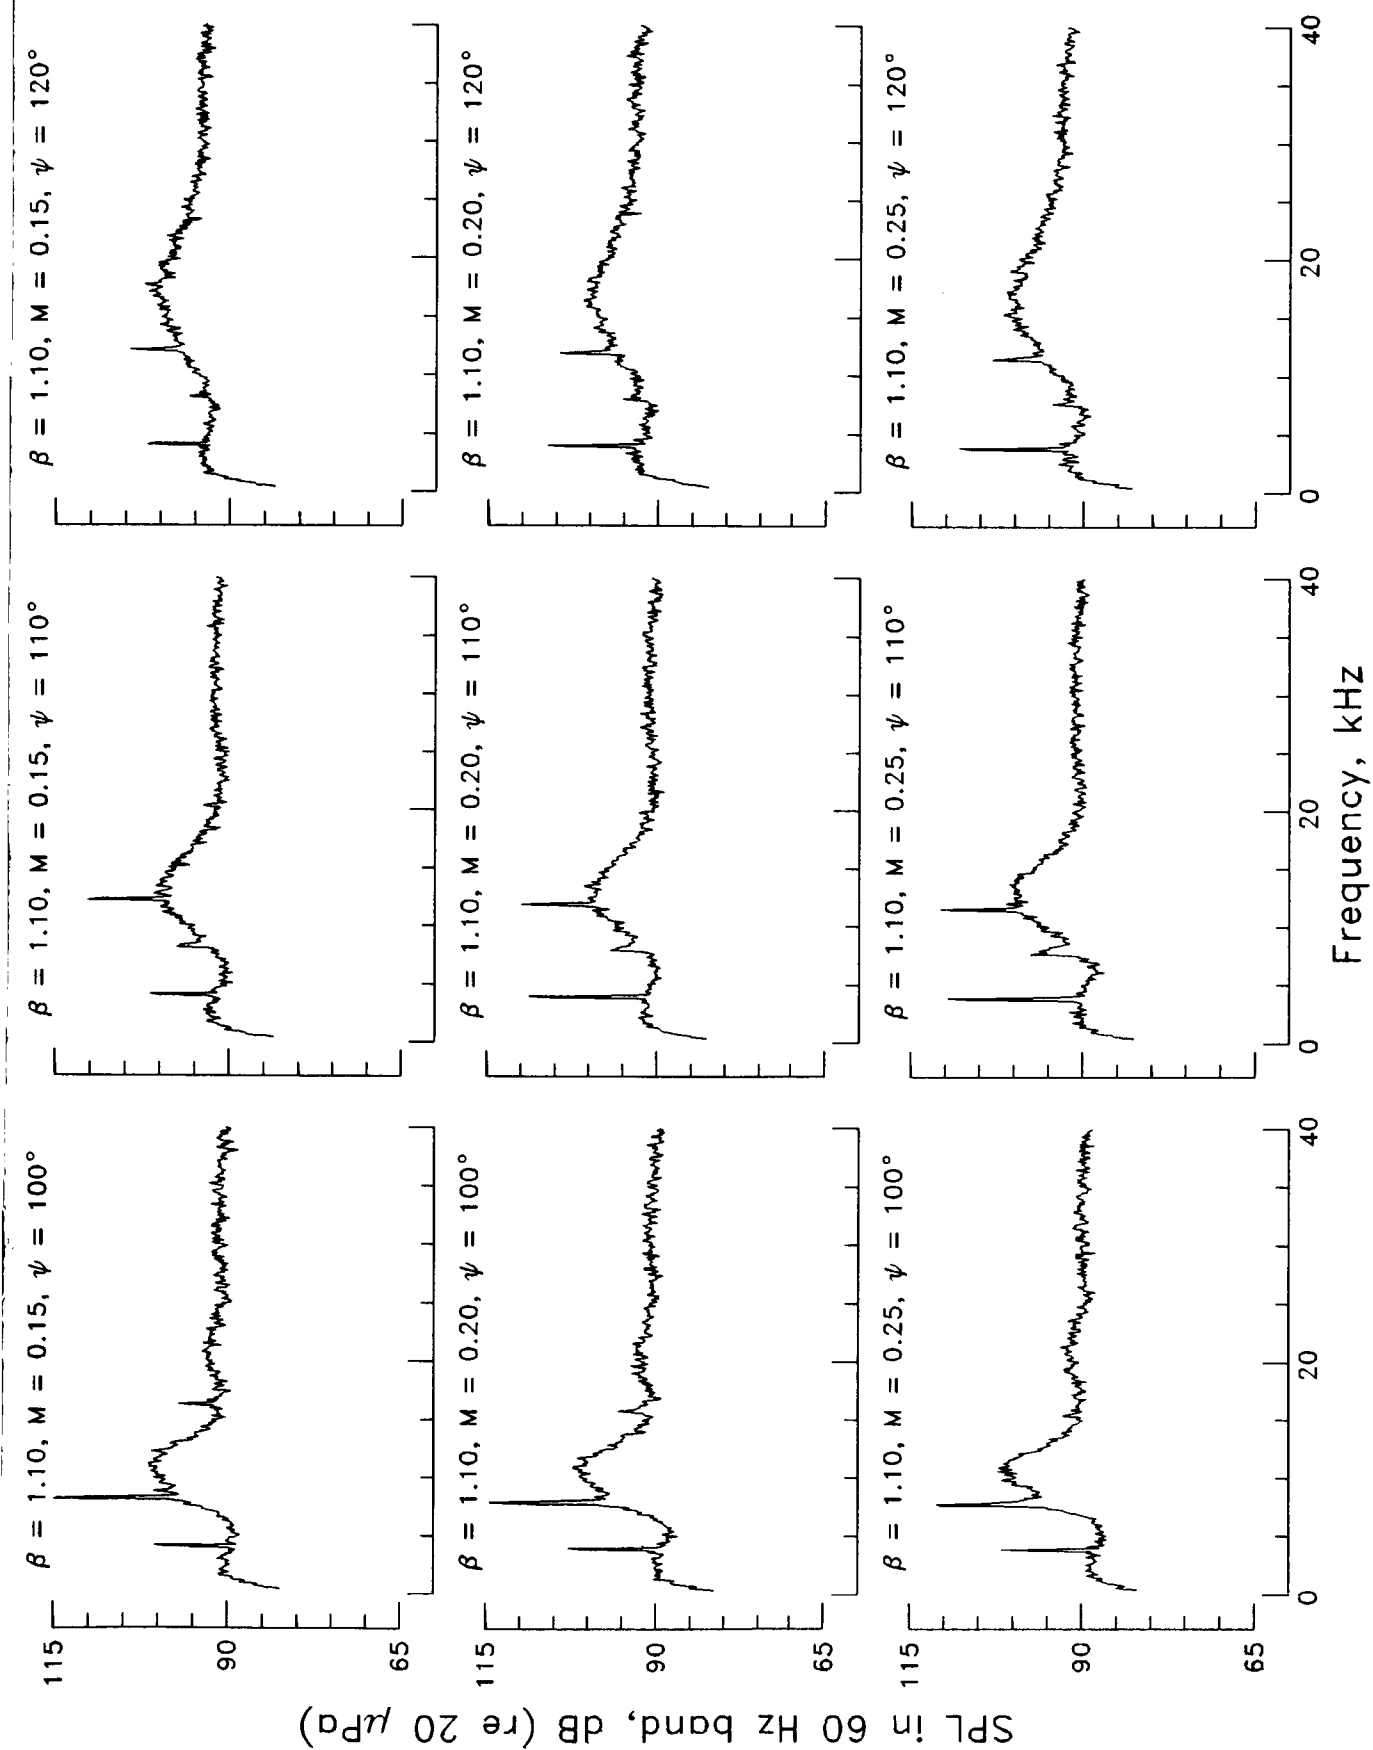 β = 1.10, M = 0.15, ψ = 100°
β = 1.10, M = 0.15, ψ = 110°
β = 1.10, M = 0.15, ψ = 120°
115
90
65
β = 1.10, M = 0.20, ψ = 100°
β = 1.10, M = 0.20, ψ = 110°
β = 1.10, M = 0.20, ψ = 120°
115
90
65
β = 1.10, M = 0.25, ψ = 100°
β = 1.10, M = 0.25, ψ = 110°
β = 1.10, M = 0.25, ψ = 120°
115
90
65
0 20 40
0 20 40
0 20 40
SPL in 60 Hz band, dB (re 20 μPa)
Frequency, kHz